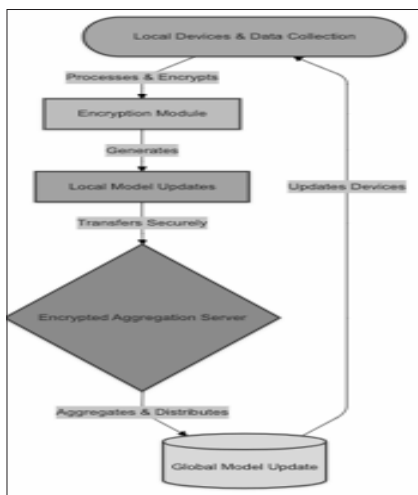 Local Devices & Data Collection
Processes & Encrypts
Encryption Module
Generates
Local Model Updates
Updates Devices
Transfers Securely
Encrypted Aggregation Server
Aggregates & Distributes
Global Model Update